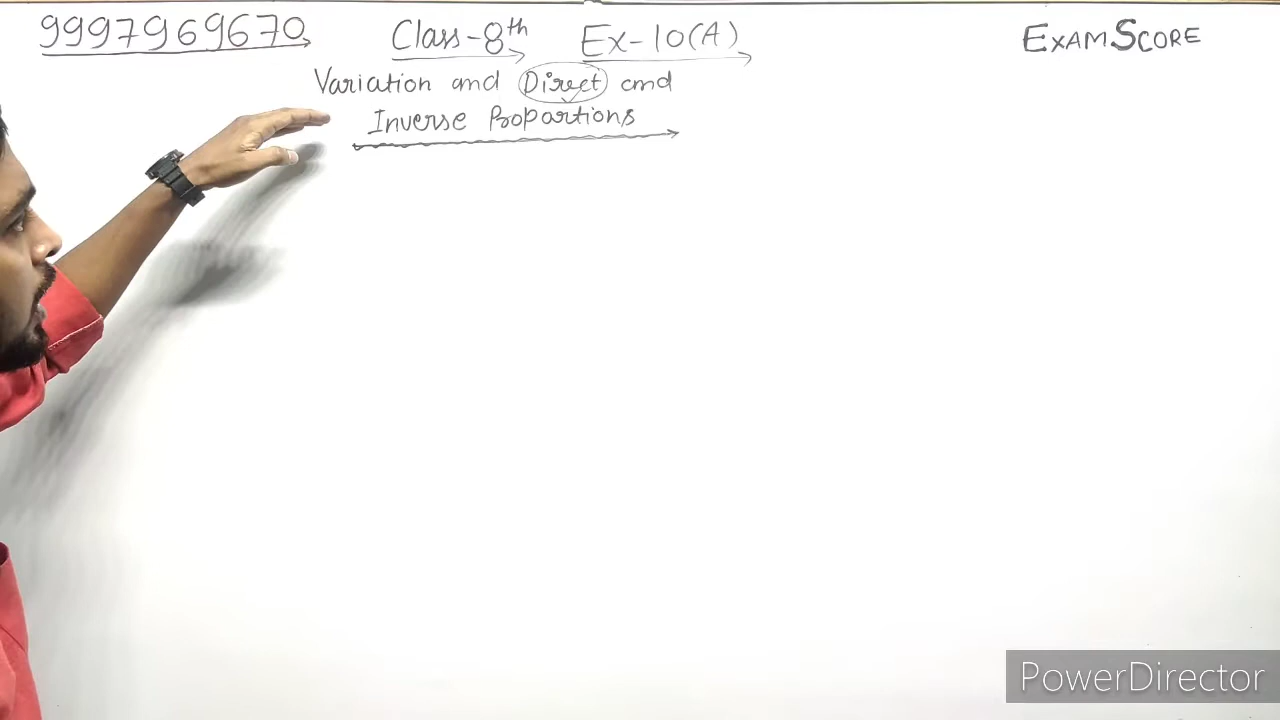 9997969670 Class-8th Ex-10(A) EXAMSCORE
Variation and Direct and
Inverse Proportions
PowerDirector